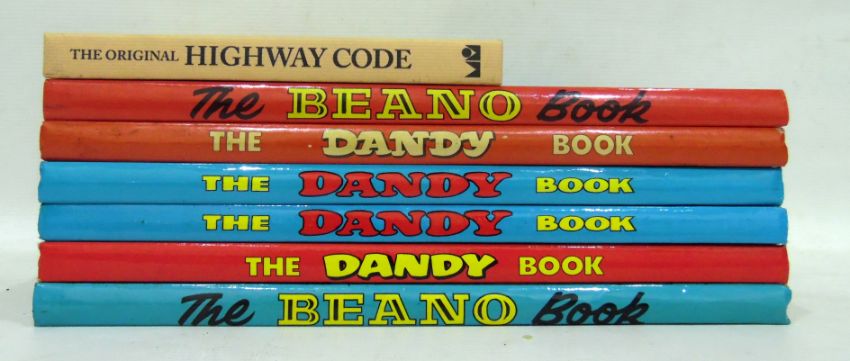 THE ORIGINAL HIGHWAY CODE
The BEANO Book
THE DANDY BOOK
THE DANDY BOOK
THE DANDY BOOK
THE DANDY BOOK
The BEANO Book